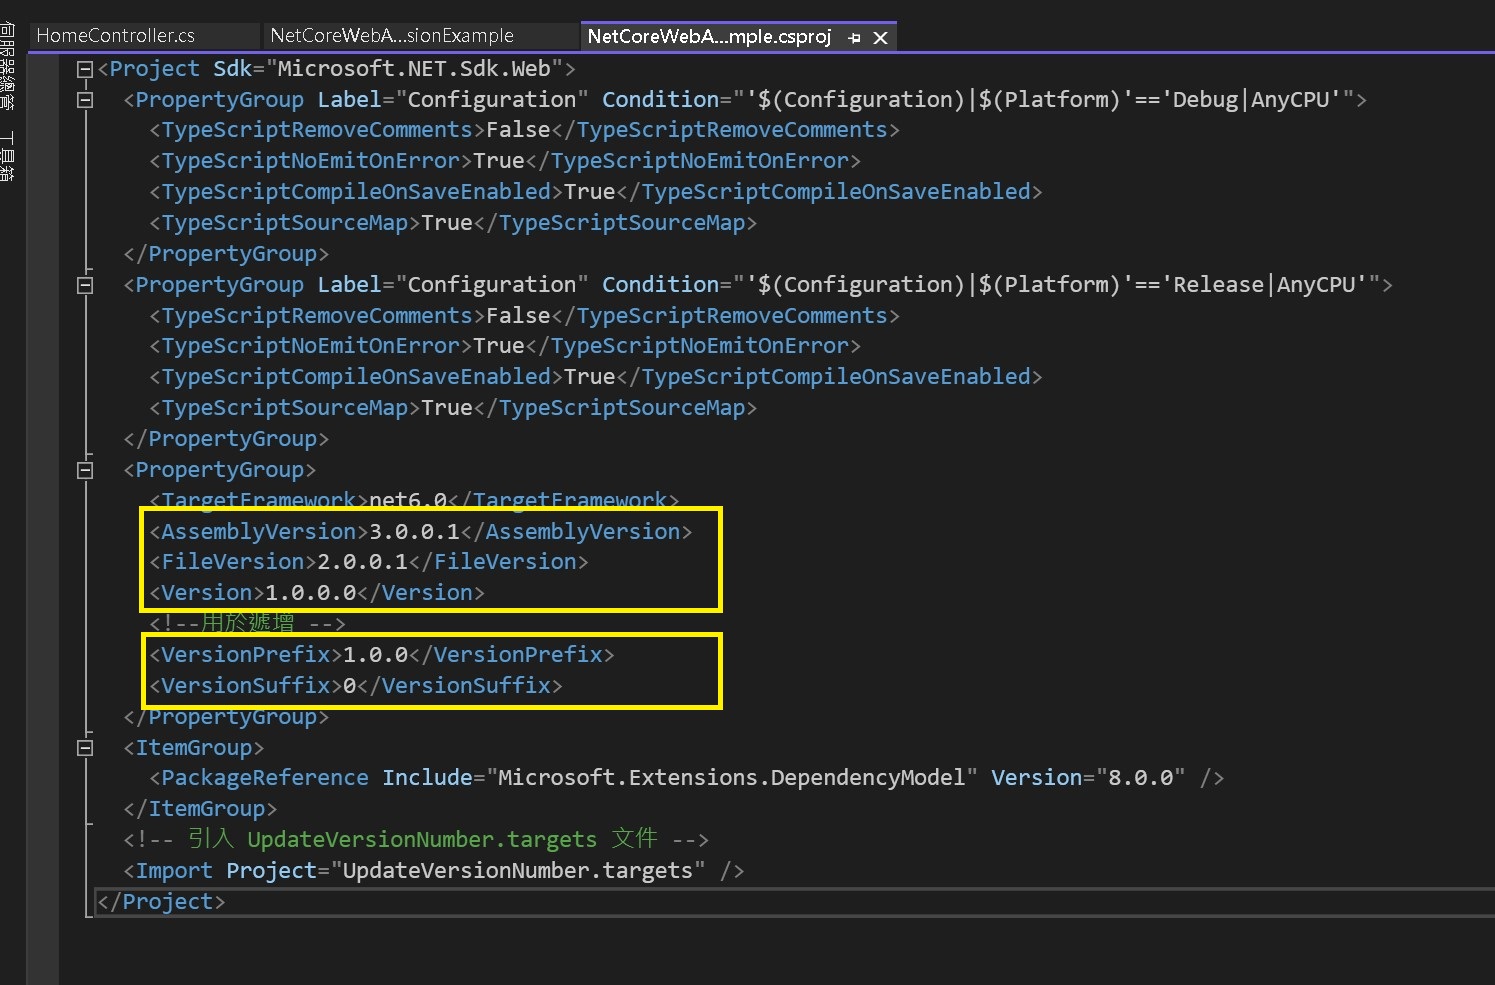 伺服器總管
工具箱
HomeController.cs
NetCoreWebA...sionExample
NetCoreWebA...mple.csproj
<Project Sdk="Microsoft.NET.Sdk.Web">
<PropertyGroup Label="Configuration" Condition="'$(Configuration)|$(Platform)'=='Debug|AnyCPU'">
<TypeScriptRemoveComments>False</TypeScriptRemoveComments>
<TypeScriptNoEmitOnError>True</TypeScriptNoEmitOnError>
<TypeScriptCompileOnSaveEnabled>True</TypeScriptCompileOnSaveEnabled>
<TypeScriptSourceMap>True</TypeScriptSourceMap>
</PropertyGroup>
<PropertyGroup Label="Configuration" Condition="'$(Configuration)|$(Platform)'=='Release|AnyCPU'">
<TypeScriptRemoveComments>False</TypeScriptRemoveComments>
<TypeScriptNoEmitOnError>True</TypeScriptNoEmitOnError>
<TypeScriptCompileOnSaveEnabled>True</TypeScriptCompileOnSaveEnabled>
<TypeScriptSourceMap>True</TypeScriptSourceMap>
</PropertyGroup>
<PropertyGroup>
<TargetFramework>net6.0</TargetFramework>
<AssemblyVersion>3.0.0.1</AssemblyVersion>
<FileVersion>2.0.0.1</FileVersion>
<Version>1.0.0.0</Version>
<!--用於遞增 -->
<VersionPrefix>1.0.0</VersionPrefix>
<VersionSuffix>0</VersionSuffix>
</PropertyGroup>
<ItemGroup>
<PackageReference Include="Microsoft.Extensions.DependencyModel" Version="8.0.0" />
</ItemGroup>
<!-- 引入 UpdateVersionNumber.targets 文件 -->
<Import Project="UpdateVersionNumber.targets" />
</Project>